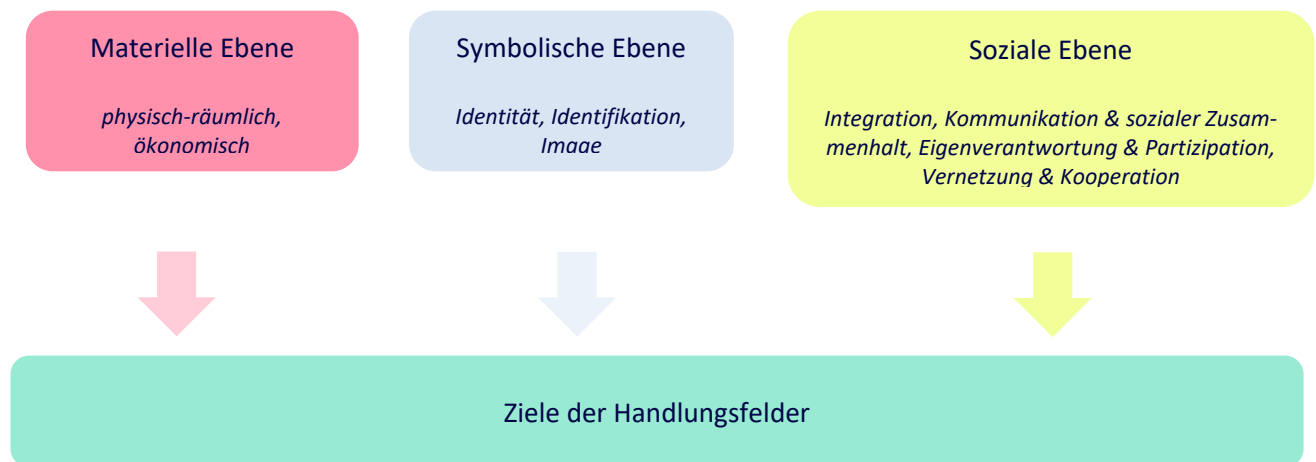 Materielle Ebene
physisch-räumlich,
ökonomisch
Symbolische Ebene
Identität, Identifikation,
Image
Soziale Ebene
Integration, Kommunikation & sozialer Zusam-
menhalt, Eigenverantwortung & Partizipation,
Vernetzung & Kooperation
Ziele der Handlungsfelder